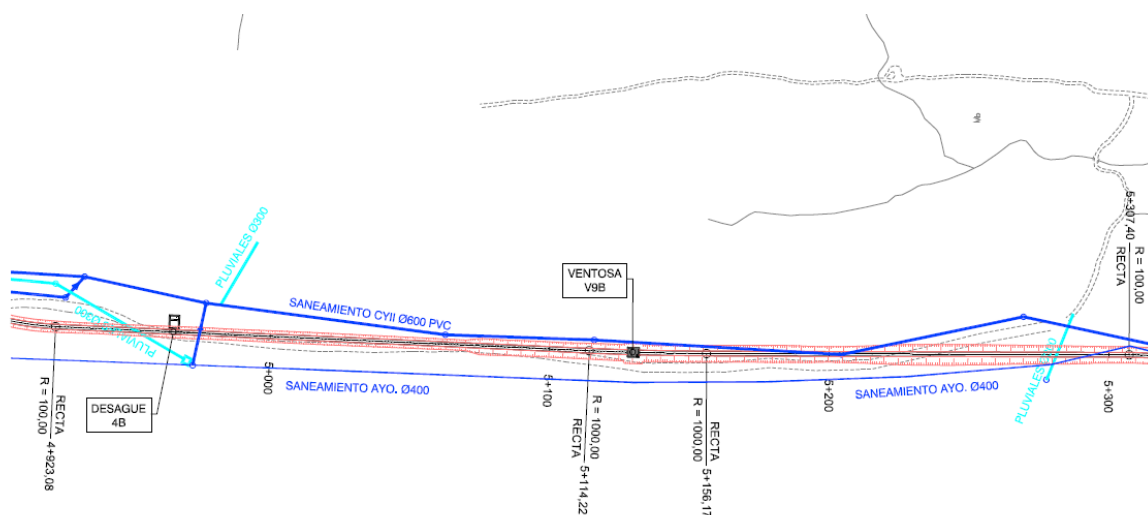 PLUVIALES Ø300
SANEAMIENTO CYII Ø600 PVC
VENTOSA
V9B
5+307,40
R = 100,00
RECTA
PLUVIALES Ø300
5+000
5+100
5+200
5+300
SANEAMIENTO AYO. Ø400
SANEAMIENTO AYO. Ø400
DESAGUE
4B
RECTA
R = 100,00
4+923,08
R = 1000,00
RECTA
5+114,22
RECTA
R = 1000,00
5+156,17